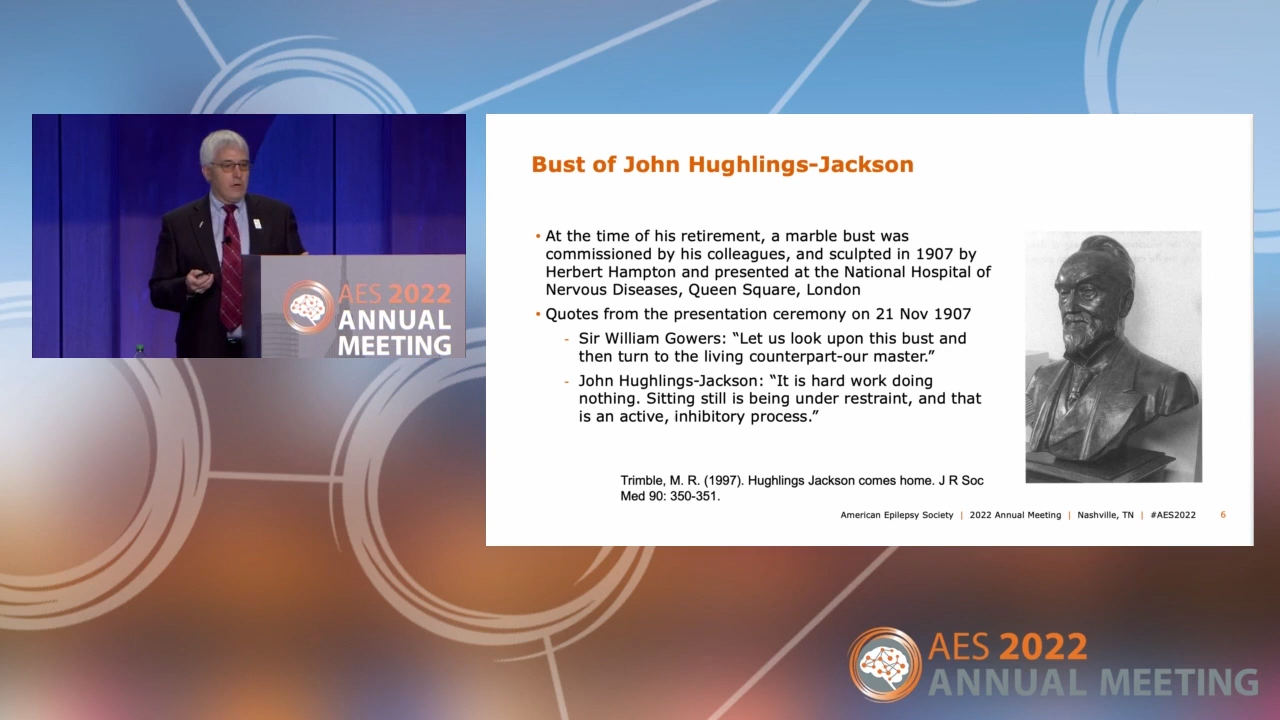 AES 2022
ANNUAL
MEETING
Bust of John Hughlings-Jackson
• At the time of his retirement, a marble bust was
commissioned by his colleagues, and sculpted in 1907 by
Herbert Hampton and presented at the National Hospital of
Nervous Diseases, Queen Square, London
• Quotes from the presentation ceremony on 21 Nov 1907
- Sir William Gowers: “Let us look upon this bust and
then turn to the living counterpart-our master.”
- John Hughlings-Jackson: “It is hard work doing
nothing. Sitting still is being under restraint, and that
is an active, inhibitory process.”
Trimble, M. R. (1997). Hughlings Jackson comes home. J R Soc
Med 90: 350-351.
American Epilepsy Society | 2022 Annual Meeting | Nashville, TN | #AES2022 6
AES 2022
ANNUAL MEETING